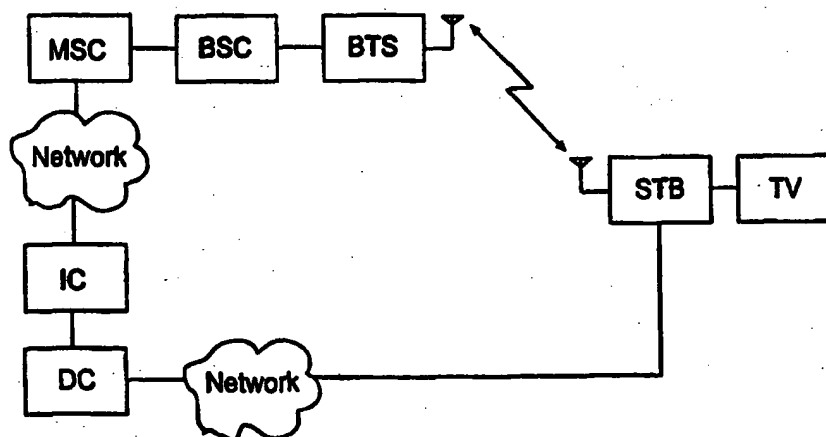 MSC
BSC
BTS
Network
STB
TV
IC
DC
Network